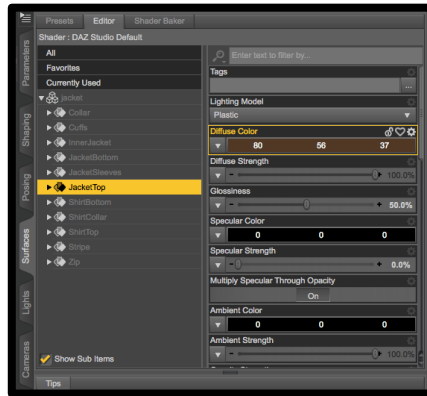 Presets Editor Shader Baker
Shader : DAZ Studio Default
All
Favorites
Currently Used
jacket
Collar
Cuffs
InnerJacket
JacketBottom
JacketSleeves
JacketTop
ShirtBottom
ShirtCollar
ShirtTop
Stripe
Zip
Show Sub Items
Enter text to filter by...
Tags
...
Lighting Model
Plastic
Diffuse Color
80 56 37
Diffuse Strength
- + 100.0%
Glossiness
- + 50.0%
Specular Color
0 0 0
Specular Strength
- + 0.0%
Multiply Specular Through Opacity
On
Ambient Color
0 0 0
Ambient Strength
- + 100.0%
Parameters
Shaping
Posing
Surfaces
Lights
Cameras
Tips